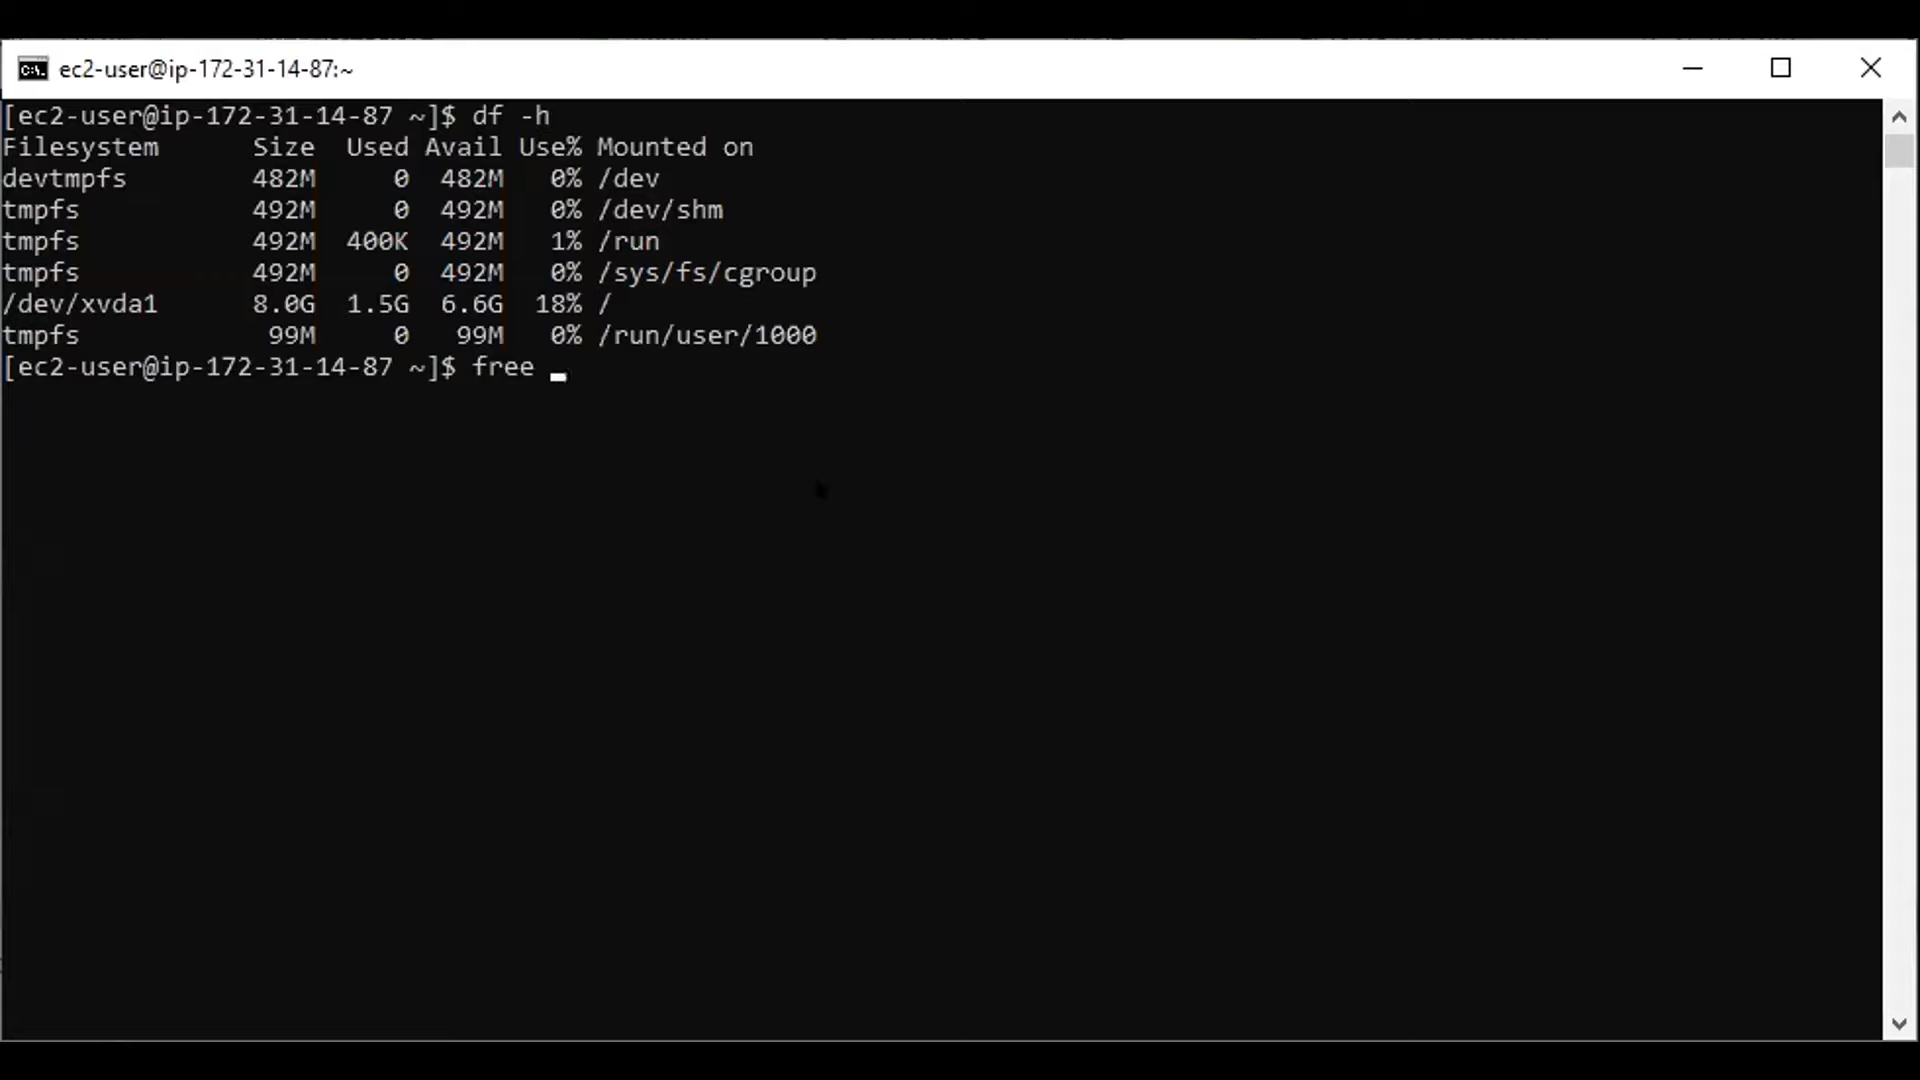 ec2-user@ip-172-31-14-87:~
[ec2-user@ip-172-31-14-87 ~]$ df -h
Filesystem      Size  Used Avail Use% Mounted on
devtmpfs        482M     0  482M   0% /dev
tmpfs           492M     0  492M   0% /dev/shm
tmpfs           492M  400K  492M   1% /run
tmpfs           492M     0  492M   0% /sys/fs/cgroup
/dev/xvda1      8.0G  1.5G  6.6G  18% /
tmpfs            99M     0   99M   0% /run/user/1000
[ec2-user@ip-172-31-14-87 ~]$ free